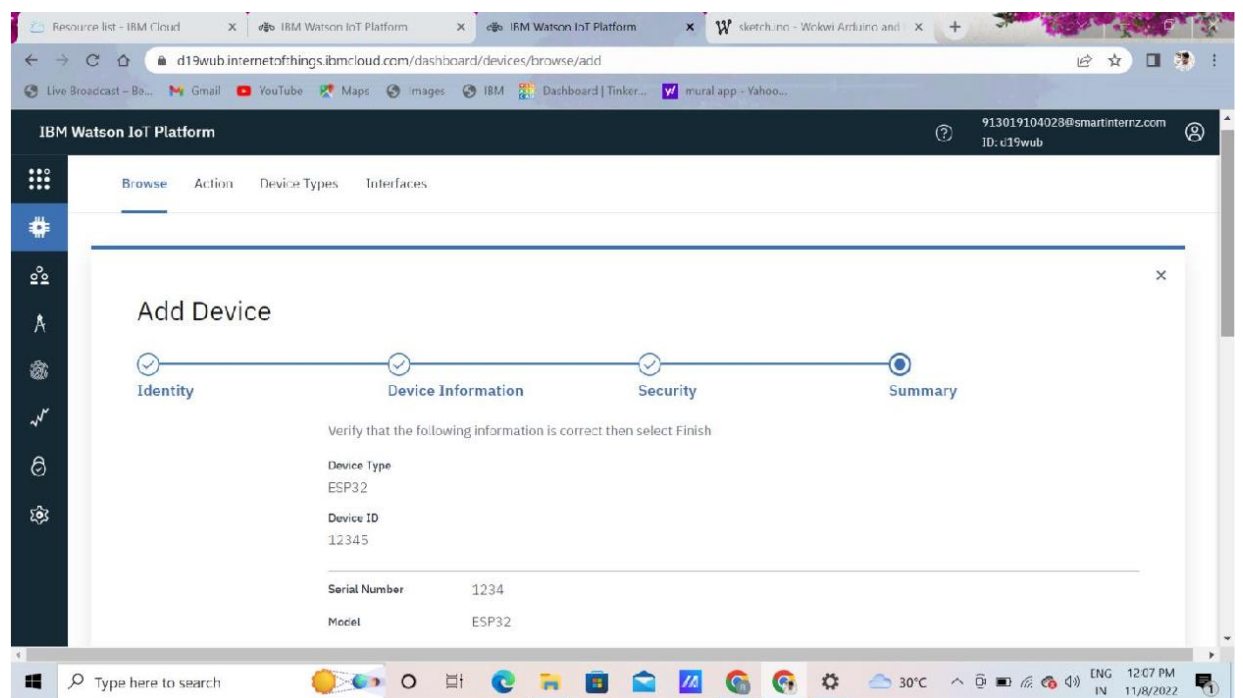 Resource list - IBM Cloud
IBM Watson IoT Platform
IBM Watson IoT Platform
sketch.ino - Wokwi Arduino and
d19wub.internetofthings.ibmcloud.com/dashboard/devices/browse/add
Live Broadcast – Be... Gmail YouTube Maps Images IBM Dashboard | Tinker... mural app - Yahoo...
IBM Watson IoT Platform
913019104028@smartinternz.com
ID: d19wub
Browse Action Device Types Interfaces
Add Device
Identity Device Information Security Summary
Verify that the following information is correct then select Finish
Device Type
ESP32
Device ID
12345
Serial Number 1234
Model ESP32
Type here to search
30°C
ENG 12:07 PM
IN 11/8/2022